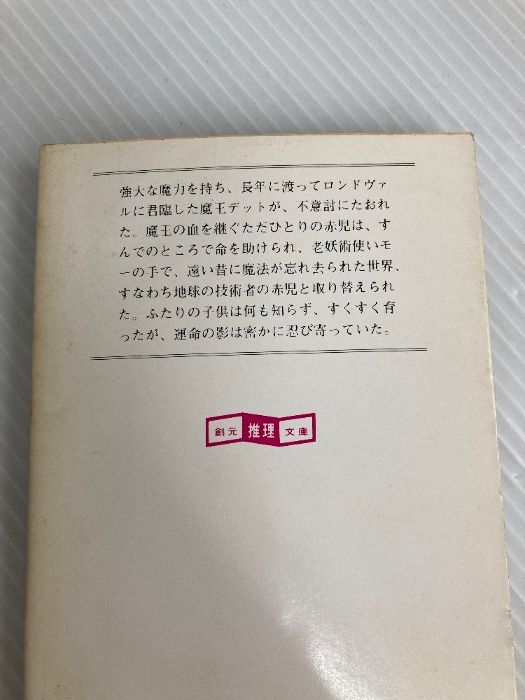 強大な魔力を持ち、長年に渡ってロンドヴァ
ルに君臨した魔王デットが、不意討にたおれ
た。魔王の血を継ぐただひとりの赤児は、す
んでのところで命を助けられ、老妖術使いモ
ーの手で、遠い昔に魔法が忘れ去られた世界、
すなわち地球の技術者の赤児と取り替えられ
た。ふたりの子供は何も知らず、すくすく育
ったが、運命の影は密かに忍び寄っていた。
創元 推理 文庫